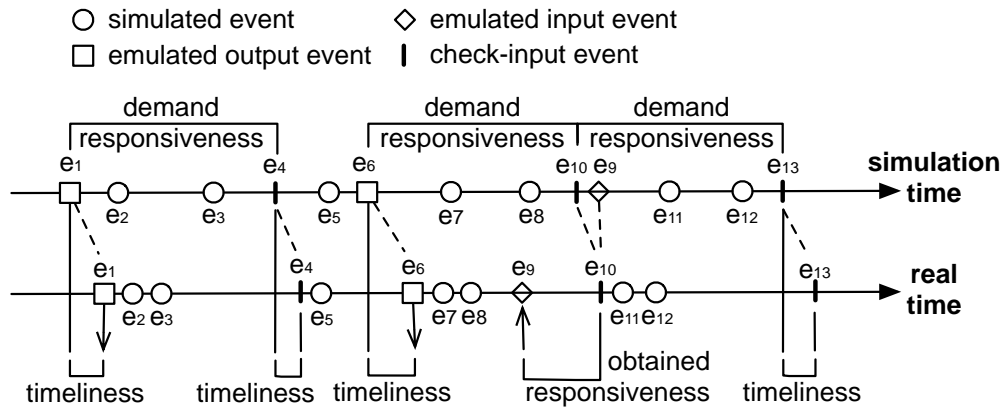 simulated event
emulated input event
emulated output event
check-input event
demand
responsiveness
demand
responsiveness
demand
responsiveness
e1
e4
e6
e10
e9
e13
e2
e3
e5
e7
e8
e11
e12
simulation
time
e1
e4
e6
e9
e10
e13
e2
e3
e5
e7
e8
e11
e12
real
time
timeliness
timeliness
timeliness
obtained
responsiveness
timeliness